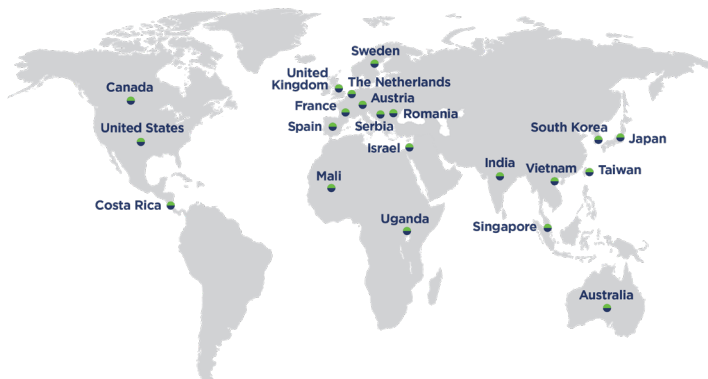 Sweden
United
Kingdom
The Netherlands
Canada
Austria
France
Romania
United States
Spain
Serbia
South Korea
Japan
Israel
India
Vietnam
Taiwan
Mali
Costa Rica
Uganda
Singapore
Australia